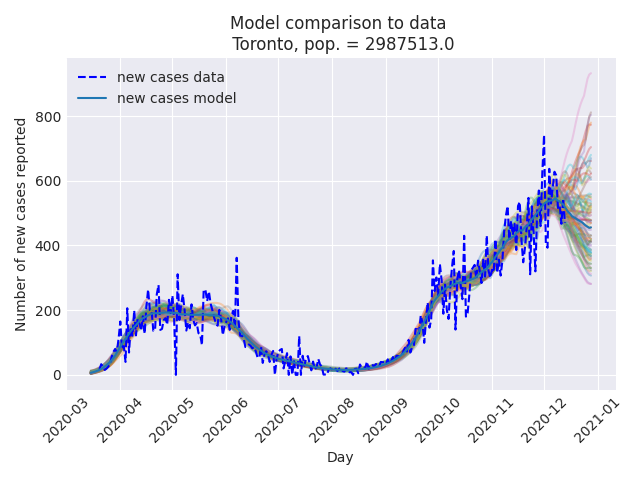 Model comparison to data
Toronto, pop. = 2987513.0
new cases data
new cases model
Number of new cases reported
800
600
400
200
0
2020-03
2020-04
2020-05
2020-06
2020-07
2020-08
2020-09
2020-10
2020-11
2020-12
2021-01
Day